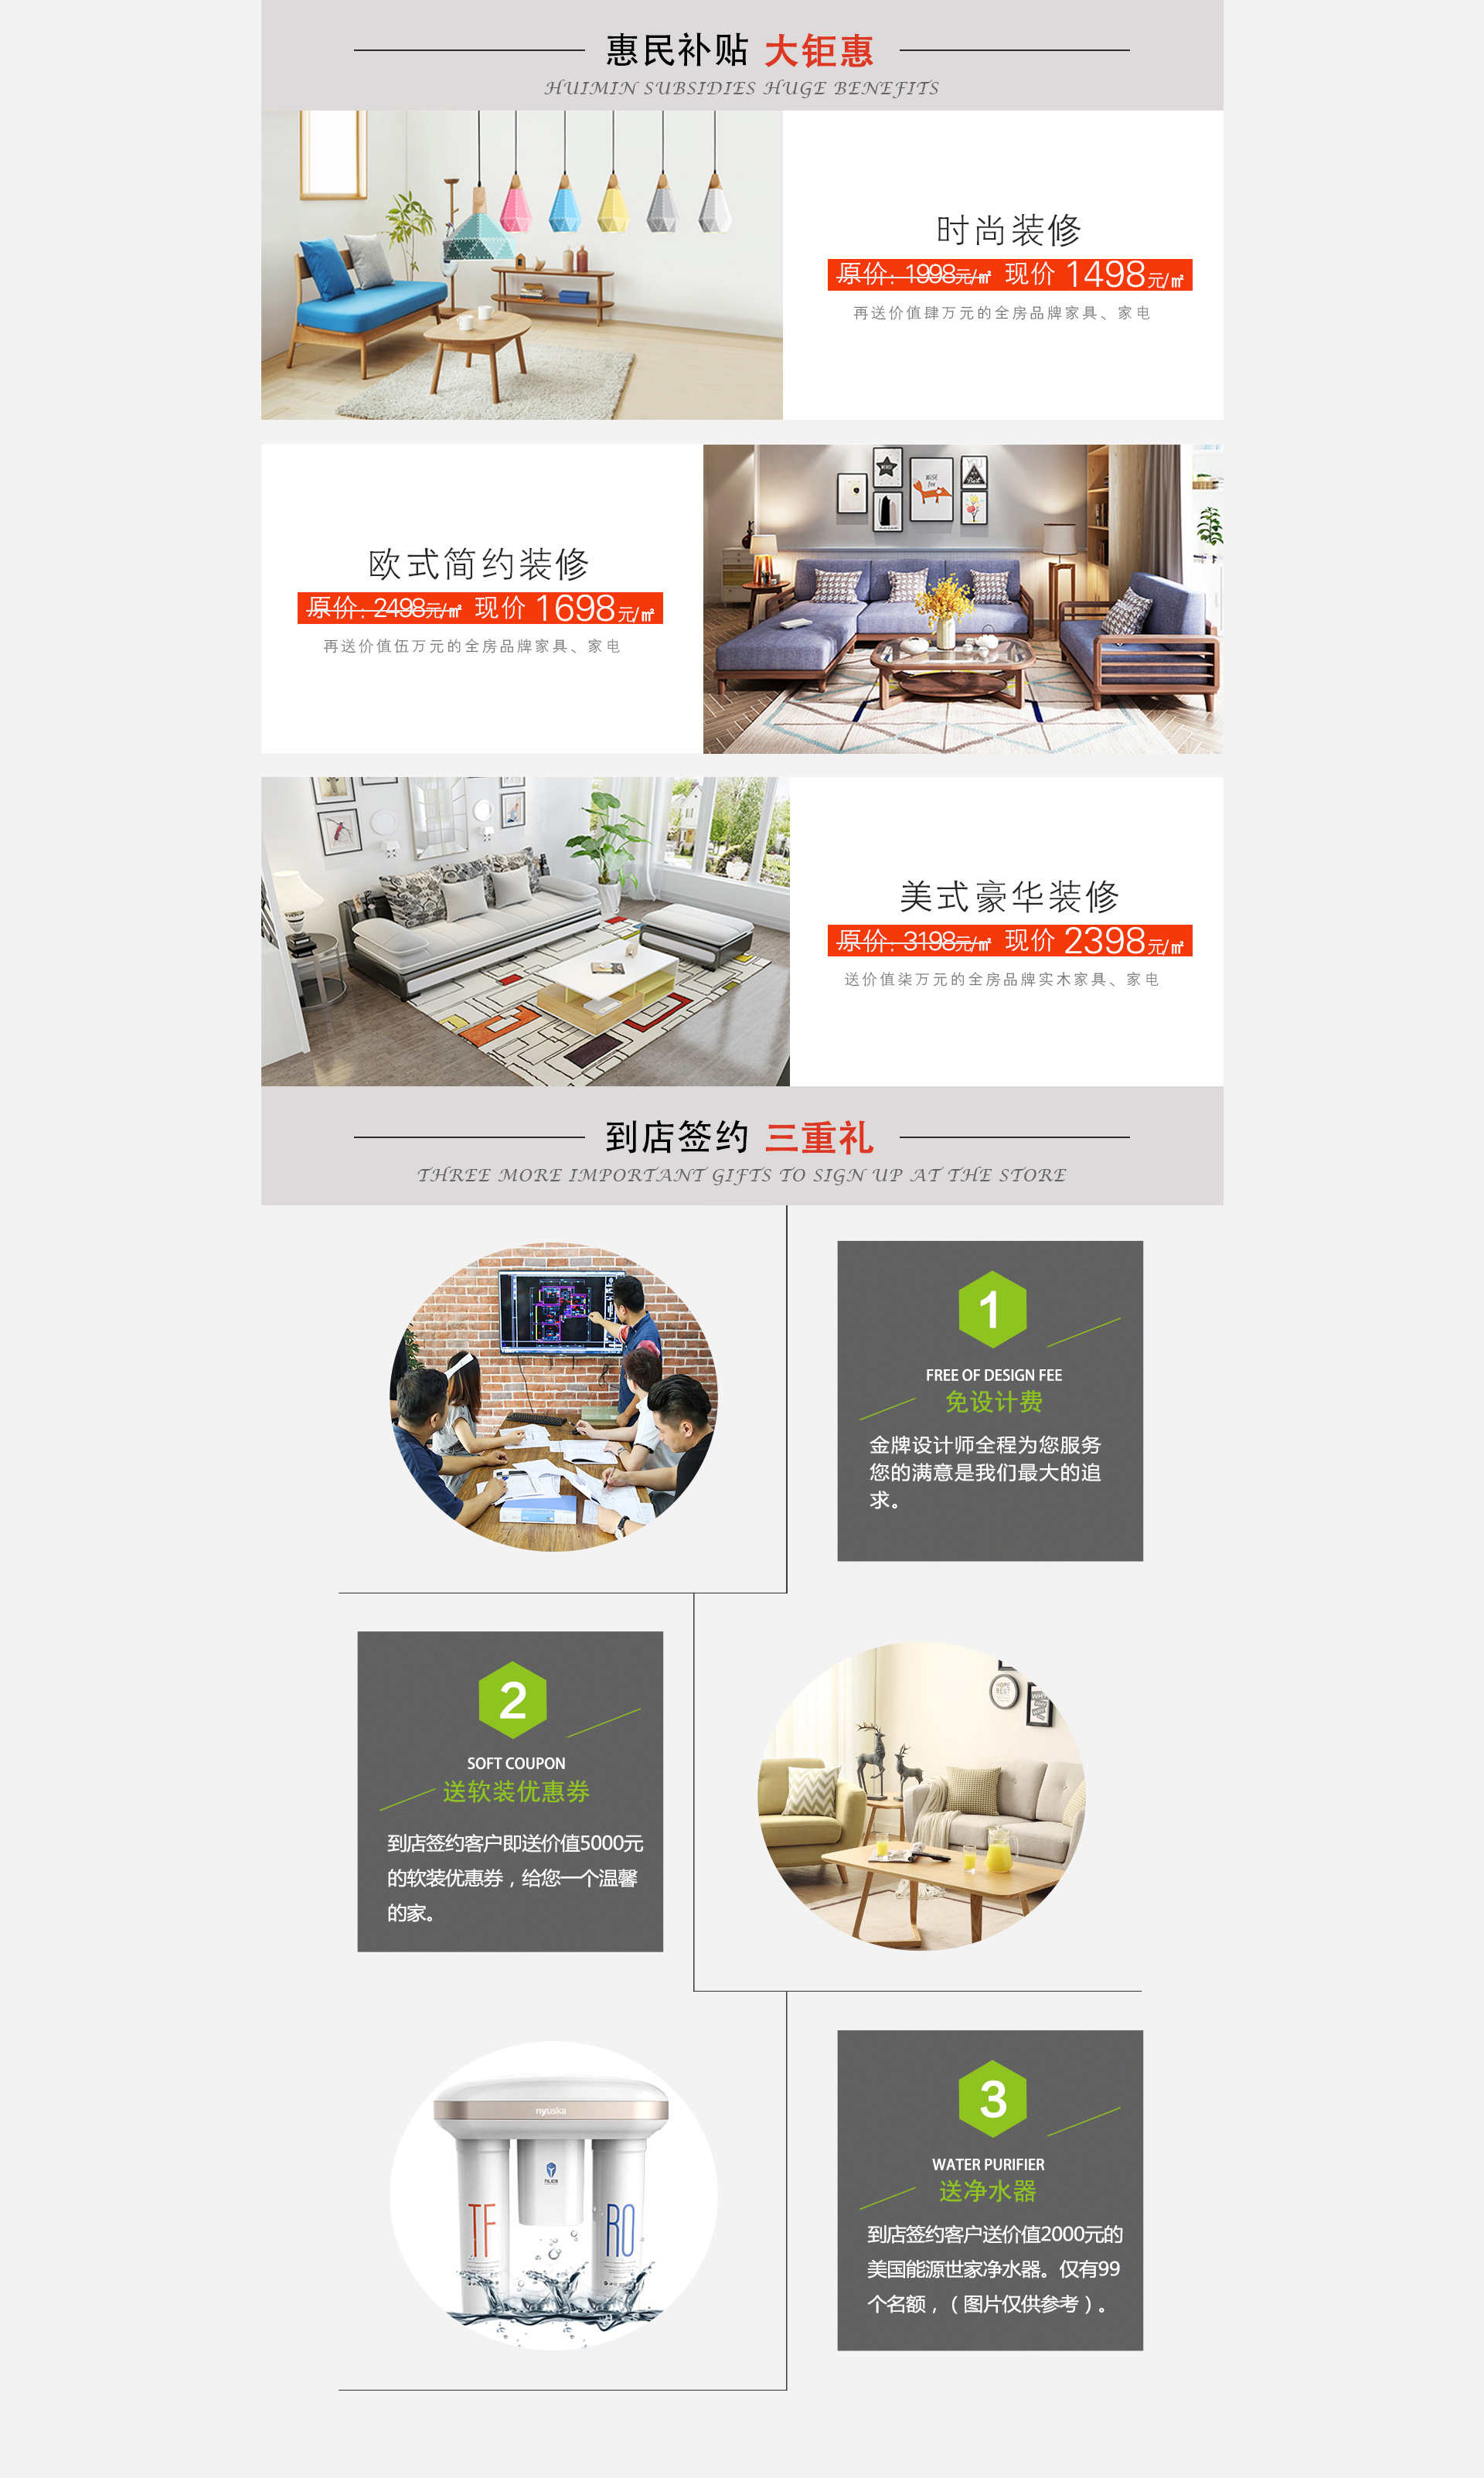 惠民补贴 大钜惠
HUIMIN SUBSIDIES HUGE BENEFITS
时尚装修
原价: 1998元/㎡ 现价 1498元/㎡
再送价值肆万元的全房品牌家具、家电
欧式简约装修
原价: 2498元/㎡ 现价 1698元/㎡
再送价值伍万元的全房品牌家具、家电
美式豪华装修
原价: 3198元/㎡ 现价 2398元/㎡
送价值柒万元的全房品牌实木家具、家电
到店签约 三重礼
THREE MORE IMPORTANT GIFTS TO SIGN UP AT THE STORE
1
FREE OF DESIGN FEE
免设计费
金牌设计师全程为您服务
您的满意是我们最大的追
求。
2
SOFT COUPON
送软装优惠券
到店签约客户即送价值5000元
的软装优惠券，给您一个温馨
的家。
nyuska
TF
RO
3
WATER PURIFIER
送净水器
到店签约客户送价值2000元的
美国能源世家净水器。仅有99
个名额，（图片仅供参考）。